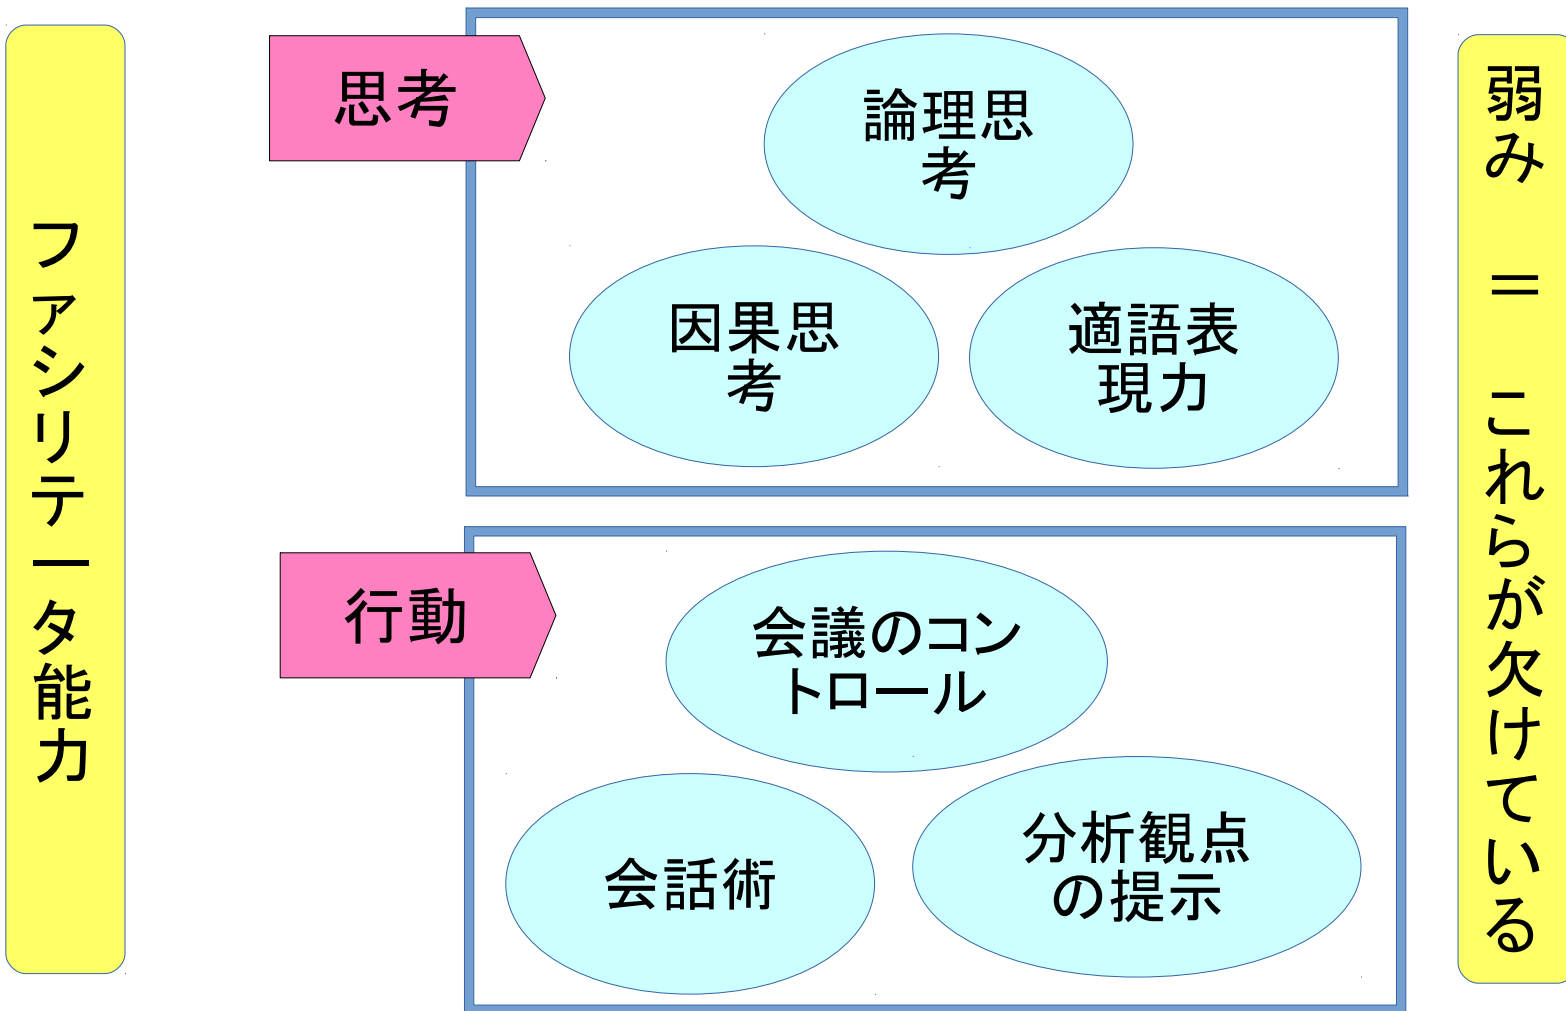 ファシリテータ能力
思考
論理思
考
因果思
考
適語表
現力
行動
会議のコン
トロール
会話術
分析観点
の提示
弱み ＝ これらが欠けている